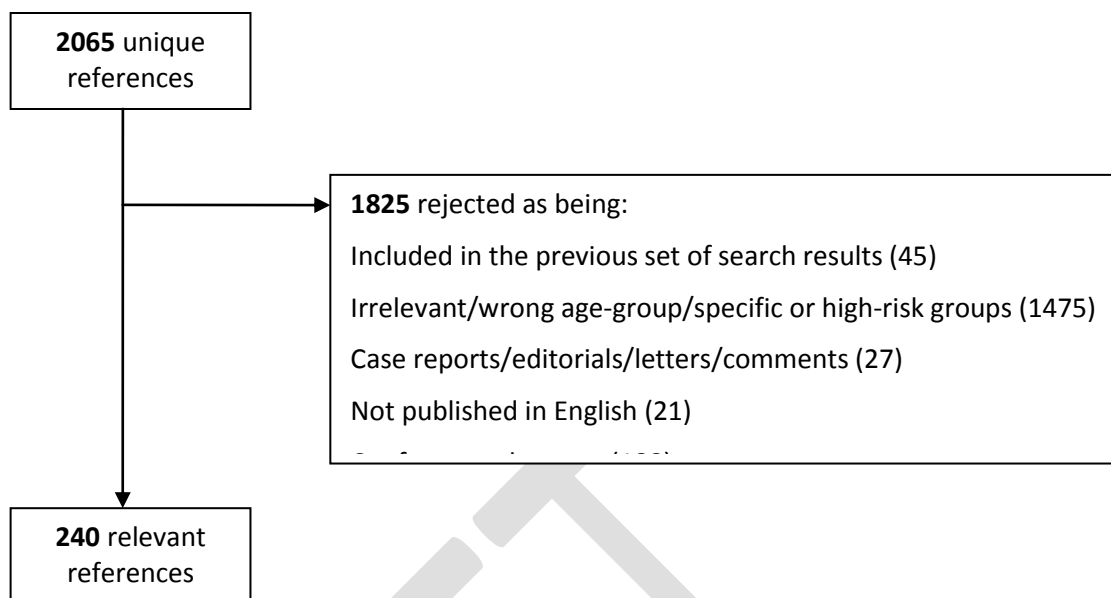 2065 unique
references
1825 rejected as being:
Included in the previous set of search results (45)
Irrelevant/wrong age-group/specific or high-risk groups (1475)
Case reports/editorials/letters/comments (27)
Not published in English (21)
240 relevant
references